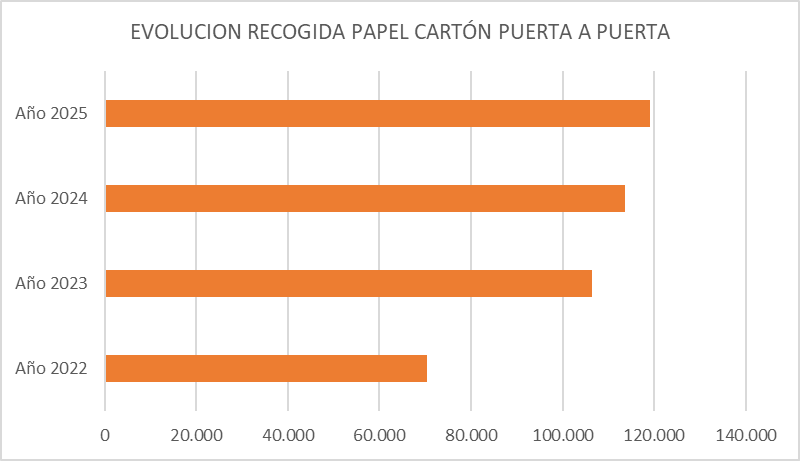 EVOLUCION RECOGIDA PAPEL CARTÓN PUERTA A PUERTA
Año 2025
Año 2024
Año 2023
Año 2022
0 20.000 40.000 60.000 80.000 100.000 120.000 140.000